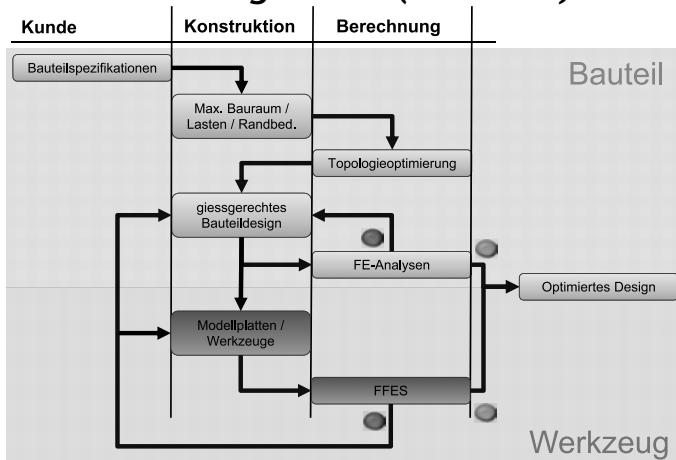 Kunde
Konstruktion
Berechnung
Bauteilspezifikationen
Bauteil
Max. Bauraum /
Lasten / Randbed.
Topologieoptimierung
giessgerechtes
Bauteildesign
FE-Analysen
Optimiertes Design
Modellplatten /
Werkzeuge
FFES
Werkzeug